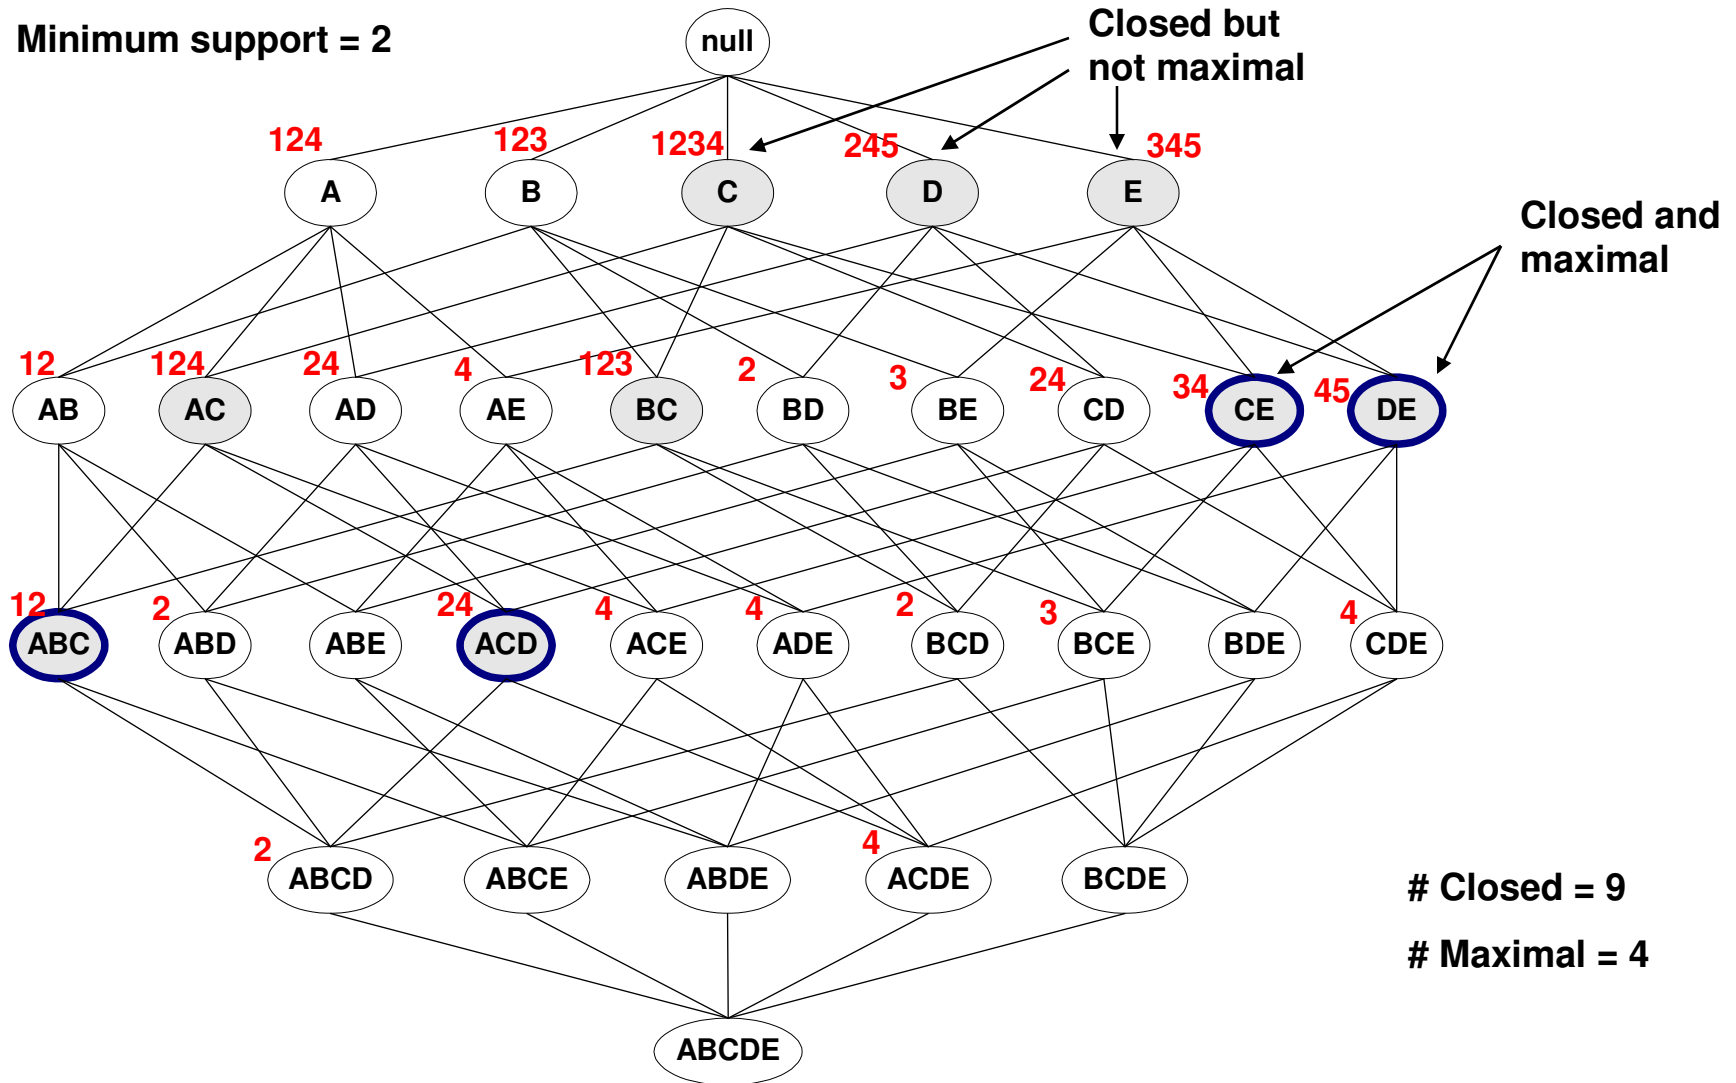 Minimum support = 2
null
Closed but
not maximal
124
123
1234
245
345
A
B
C
D
E
Closed and
maximal
12
124
24
4
123
2
3
24
34
45
AB
AC
AD
AE
BC
BD
BE
CD
CE
DE
12
2
24
4
4
2
3
4
ABC
ABD
ABE
ACD
ACE
ADE
BCD
BCE
BDE
CDE
2
4
ABCD
ABCE
ABDE
ACDE
BCDE
# Closed = 9
# Maximal = 4
ABCDE